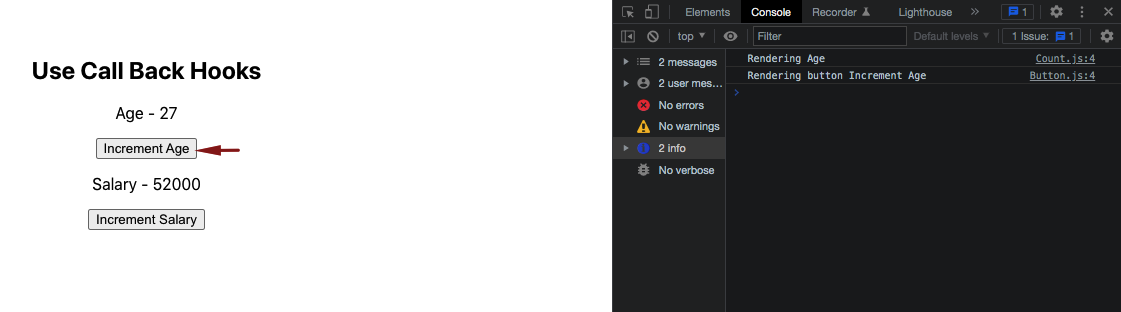 Use Call Back Hooks
Age - 27
Increment Age
Salary - 52000
Increment Salary
Elements Console Recorder Lighthouse » 1
top ▼ Filter Default levels ▼ 1 Issue: 1
2 messages
2 user mes...
No errors
No warnings
2 info
No verbose
Rendering Age Count.js:4
Rendering button Increment Age Button.js:4
>